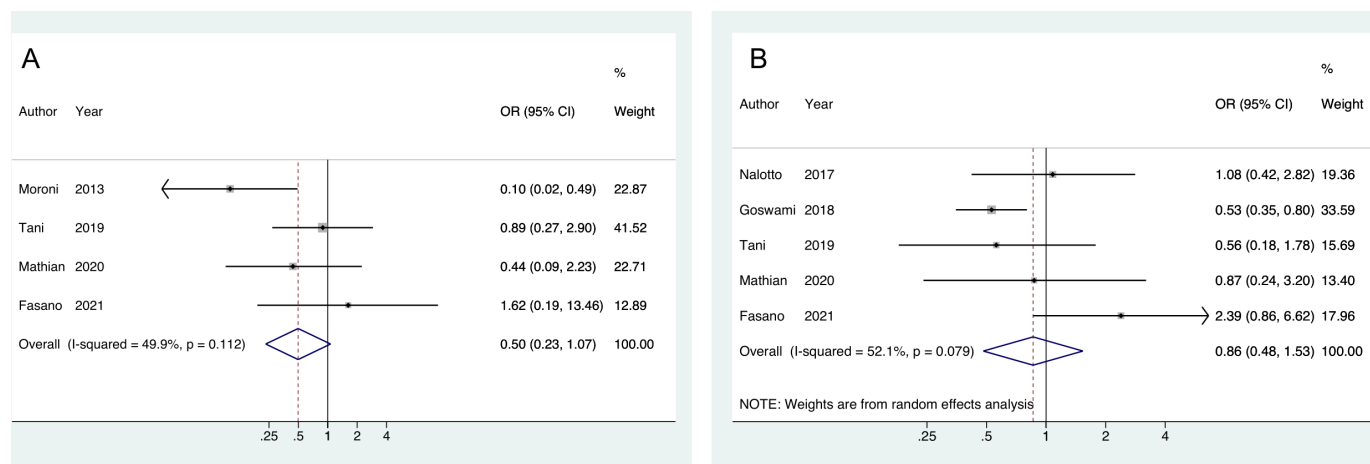 A
%
Author Year OR (95% CI) Weight
Moroni 2013 0.10 (0.02, 0.49) 22.87
Tani 2019 0.89 (0.27, 2.90) 41.52
Mathian 2020 0.44 (0.09, 2.23) 22.71
Fasano 2021 1.62 (0.19, 13.46) 12.89
Overall (I-squared = 49.9%, p = 0.112) 0.50 (0.23, 1.07) 100.00
.25 .5 1 2 4
B
%
Author Year OR (95% CI) Weight
Nalotto 2017 1.08 (0.42, 2.82) 19.36
Goswami 2018 0.53 (0.35, 0.80) 33.59
Tani 2019 0.56 (0.18, 1.78) 15.69
Mathian 2020 0.87 (0.24, 3.20) 13.40
Fasano 2021 2.39 (0.86, 6.62) 17.96
Overall (I-squared = 52.1%, p = 0.079) 0.86 (0.48, 1.53) 100.00
NOTE: Weights are from random effects analysis
.25 .5 1 2 4